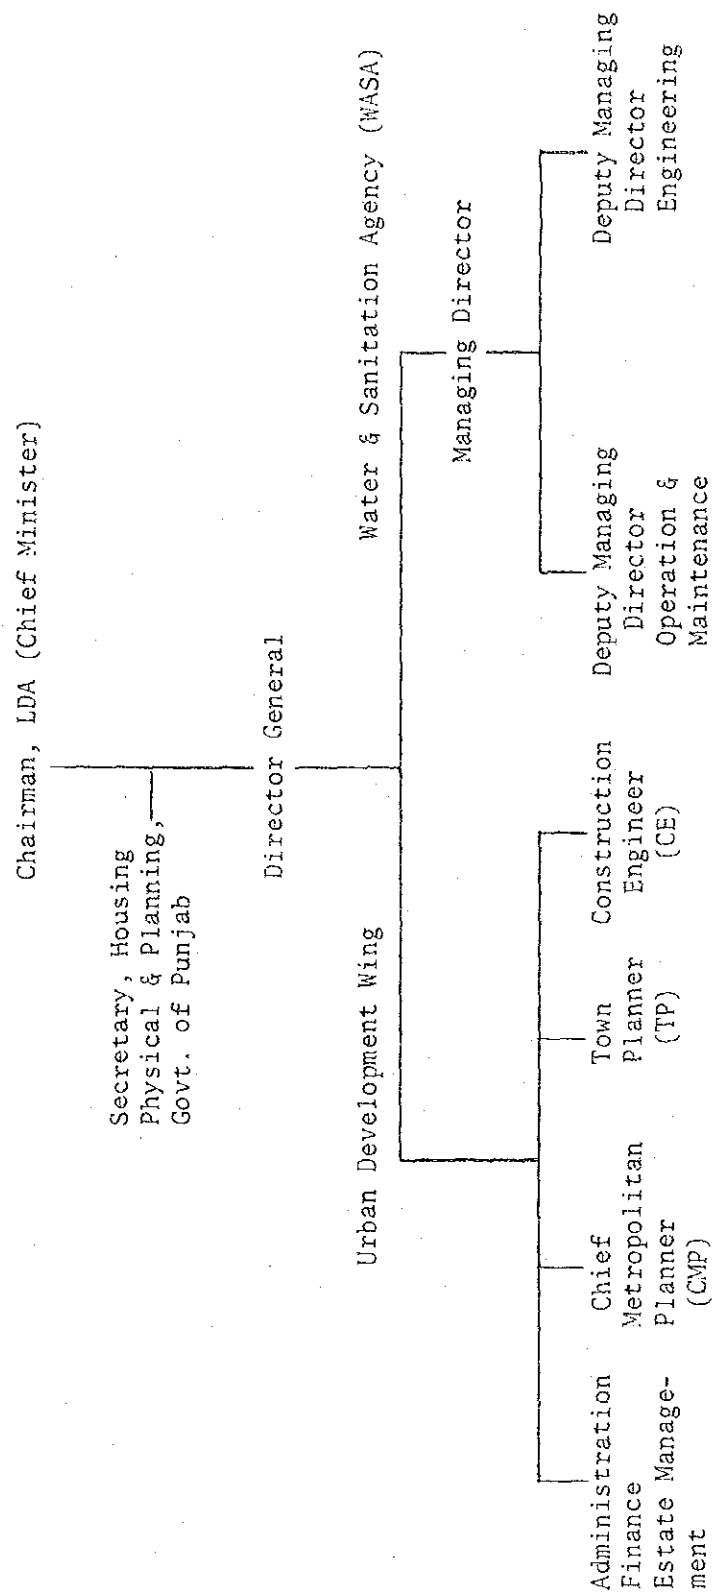 Chairman, LDA (Chief Minister)
Secretary, Housing
Physical & Planning,
Govt. of Punjab
Director General
Urban Development Wing
Water & Sanitation Agency (WASA)
Managing Director
Administration
Finance
Estate Manage-
ment
Chief
Metropolitan
Planner
(CMP)
Town
Planner
(TP)
Construction
Engineer
(CE)
Deputy Managing
Director
Operation &
Maintenance
Deputy Managing
Director
Engineering